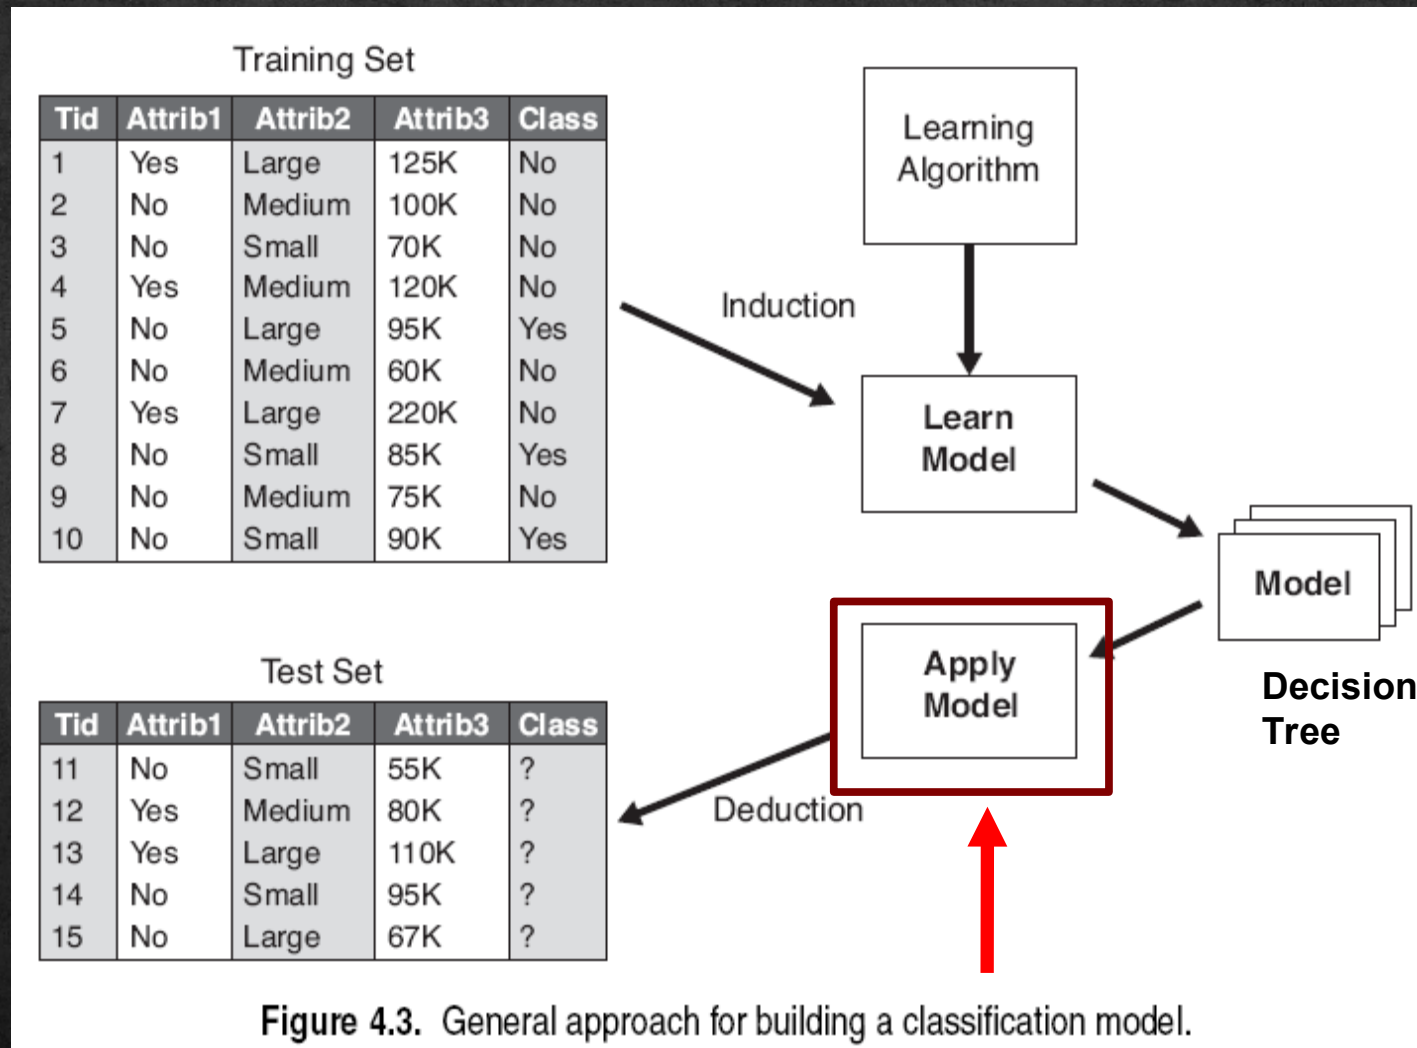 Training Set
Tid Attrib1 Attrib2 Attrib3 Class
1 Yes Large 125K No
2 No Medium 100K No
3 No Small 70K No
4 Yes Medium 120K No
5 No Large 95K Yes
6 No Medium 60K No
7 Yes Large 220K No
8 No Small 85K Yes
9 No Medium 75K No
10 No Small 90K Yes
Learning
Algorithm
Induction
Learn
Model
Model
Decision
Tree
Apply
Model
Deduction
Test Set
Tid Attrib1 Attrib2 Attrib3 Class
11 No Small 55K ?
12 Yes Medium 80K ?
13 Yes Large 110K ?
14 No Small 95K ?
15 No Large 67K ?
Figure 4.3. General approach for building a classification model.